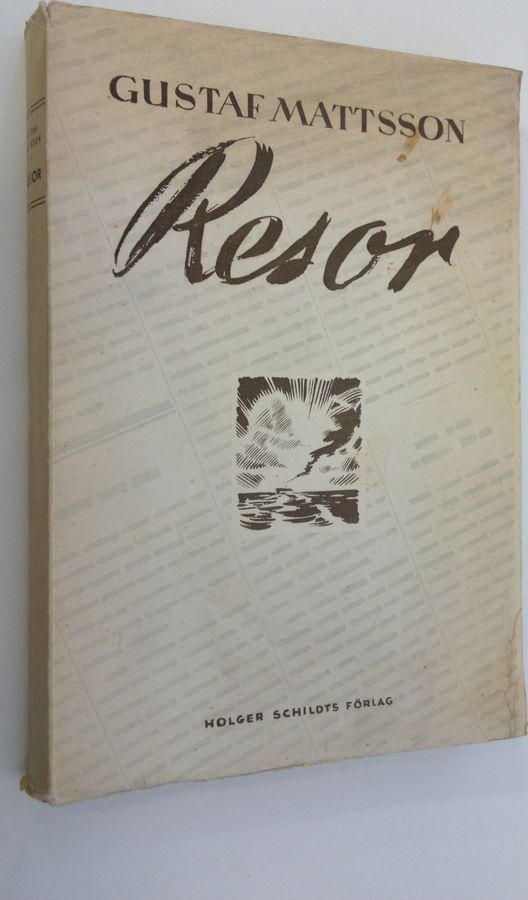 GUSTAF MATTSSON
Resor
HOLGER SCHILDTS FÖRLAG